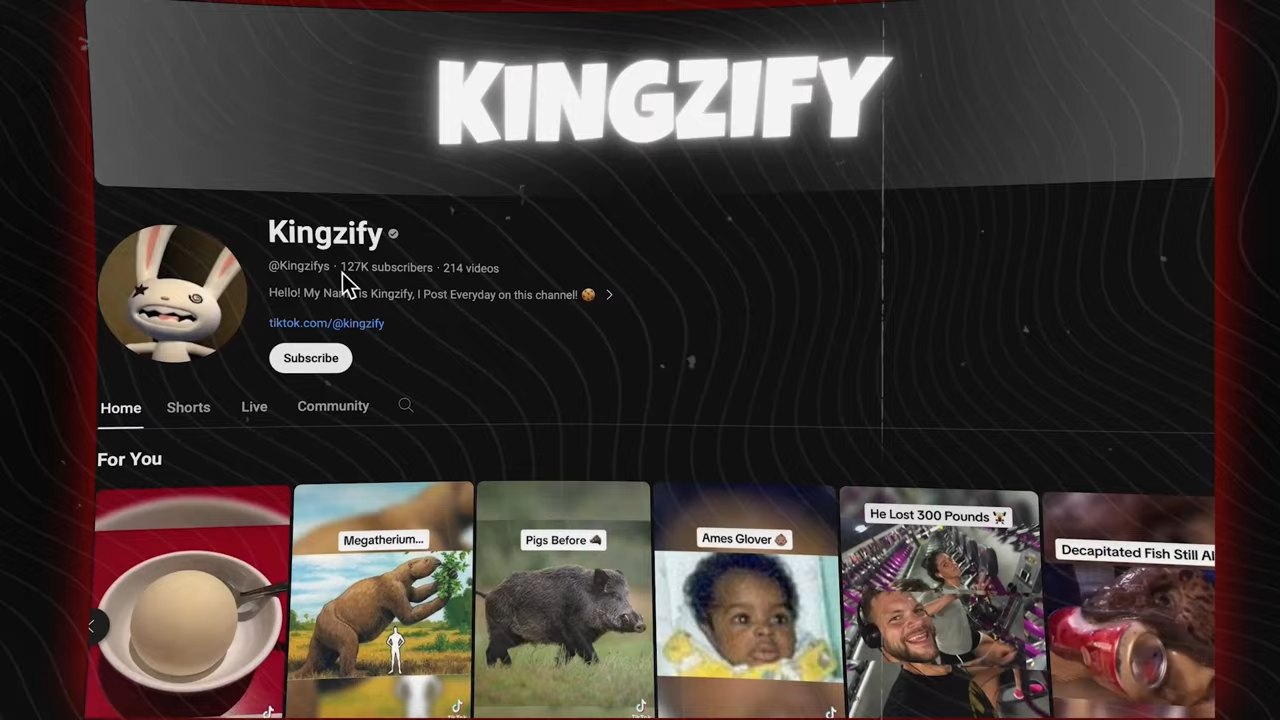 KINGZIFY
Kingzify
@Kingzifys · 127K subscribers · 214 videos
Hello! My Name is Kingzify, I Post Everyday on this channel! 🍪
tiktok.com/@kingzify
Subscribe
Home Shorts Live Community
For You
Megatherium...
Pigs Before 🐗
Ames Glover 👶🏽
He Lost 300 Pounds 🏋️
Decapitated Fish Still